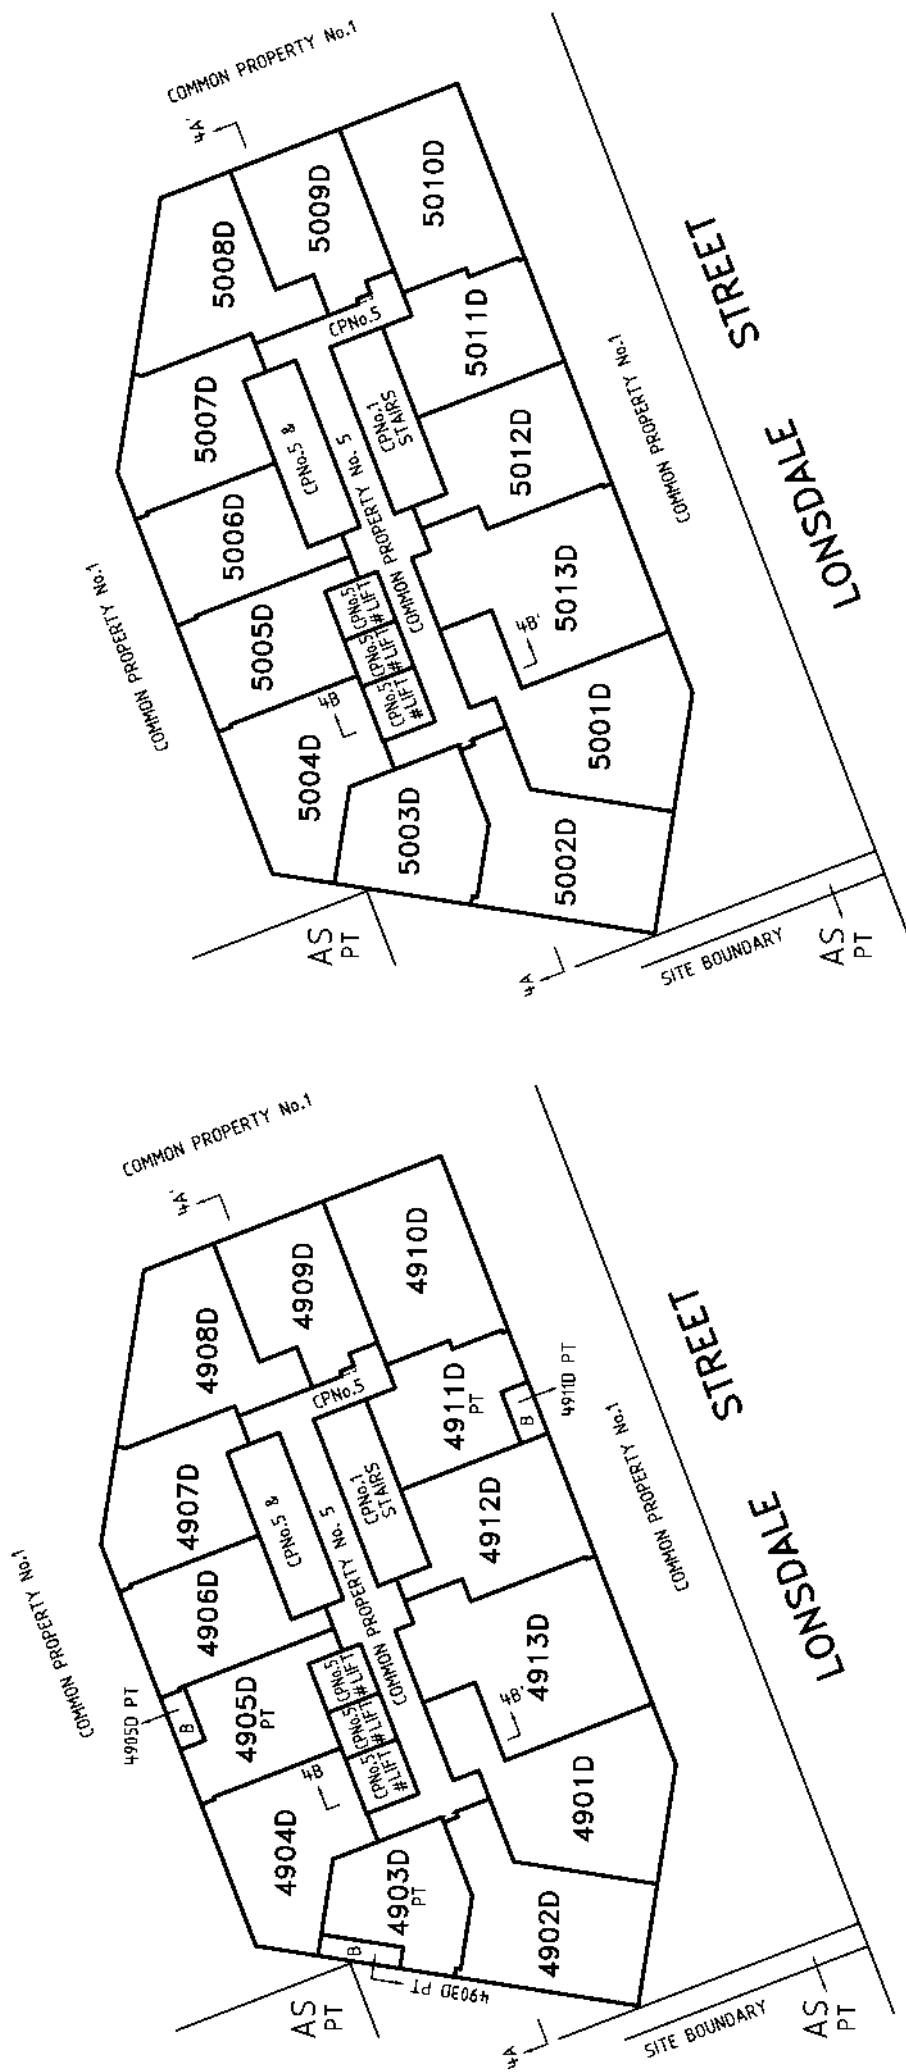 COMMON PROPERTY No.1
4A'
5008D
5009D
5010D
5007D
CPNo.5
5011D
STREET
CPNo.5 &
CPNo.1
STAIRS
5006D
COMMON PROPERTY No. 5
5012D
COMMON PROPERTY No.1
COMMON PROPERTY No.1
5005D
(CPNo.5
#LIFT
(CPNo.5
#LIFT
CPNo.5
#LIFT
4B
4B'
5013D
LONSDALE
5004D
5001D
5003D
5002D
AS
PT
4A
SITE BOUNDARY
AS
PT
COMMON PROPERTY No.1
4A'
4908D
4909D
4910D
4907D
CPNo.5
4911D
PT
B
4911D PT
STREET
CPNo.5 &
CPNo.1
STAIRS
4906D
COMMON PROPERTY No. 5
4912D
COMMON PROPERTY No.1
COMMON PROPERTY No.1
4905D PT
B
4905D
PT
(CPNo.5
#LIFT
(CPNo.5
#LIFT
CPNo.5
#LIFT
4B
4B'
4913D
LONSDALE
4904D
4901D
4903D
PT
B
4903D PT
4902D
AS
PT
4A
SITE BOUNDARY
AS
PT